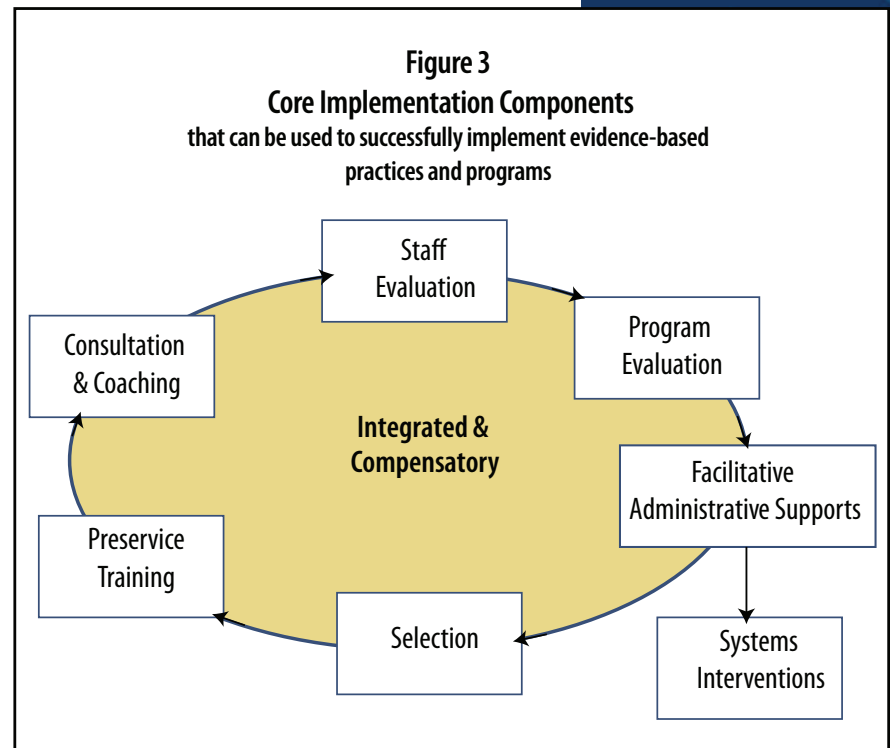 Figure 3
Core Implementation Components
that can be used to successfully implement evidence-based
practices and programs
Staff
Evaluation
Program
Evaluation
Consultation
& Coaching
Integrated &
Compensatory
Facilitative
Administrative Supports
Preservice
Training
Selection
Systems
Interventions